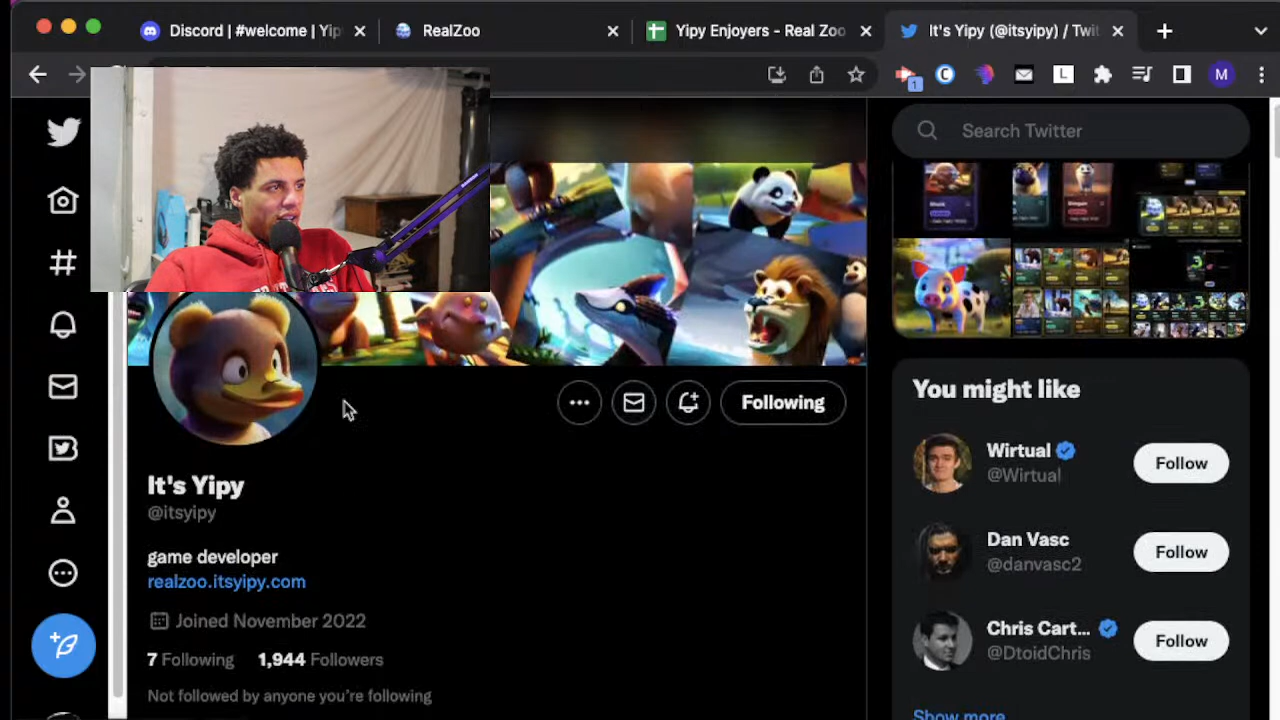 Discord | #welcome | Yip
RealZoo
Yipy Enjoyers - Real Zoo
It's Yipy (@itsyipy) / Twit
1
L
M
Search Twitter
Following
It's Yipy
@itsyipy
game developer
realzoo.itsyipy.com
Joined November 2022
7 Following 1,944 Followers
Not followed by anyone you're following
You might like
Wirtual
@Wirtual
Follow
Dan Vasc
@danvasc2
Follow
Chris Cart...
@DtoidChris
Follow
Show more